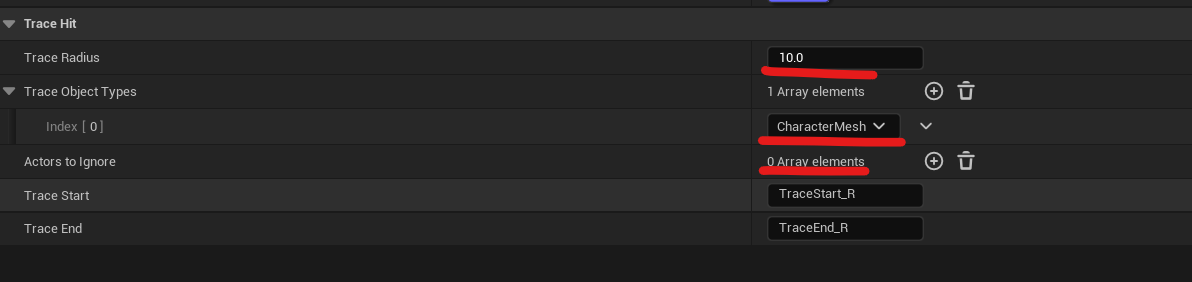 Trace Hit
Trace Radius 10.0
Trace Object Types 1 Array elements
Index [ 0 ] CharacterMesh
Actors to Ignore 0 Array elements
Trace Start TraceStart_R
Trace End TraceEnd_R